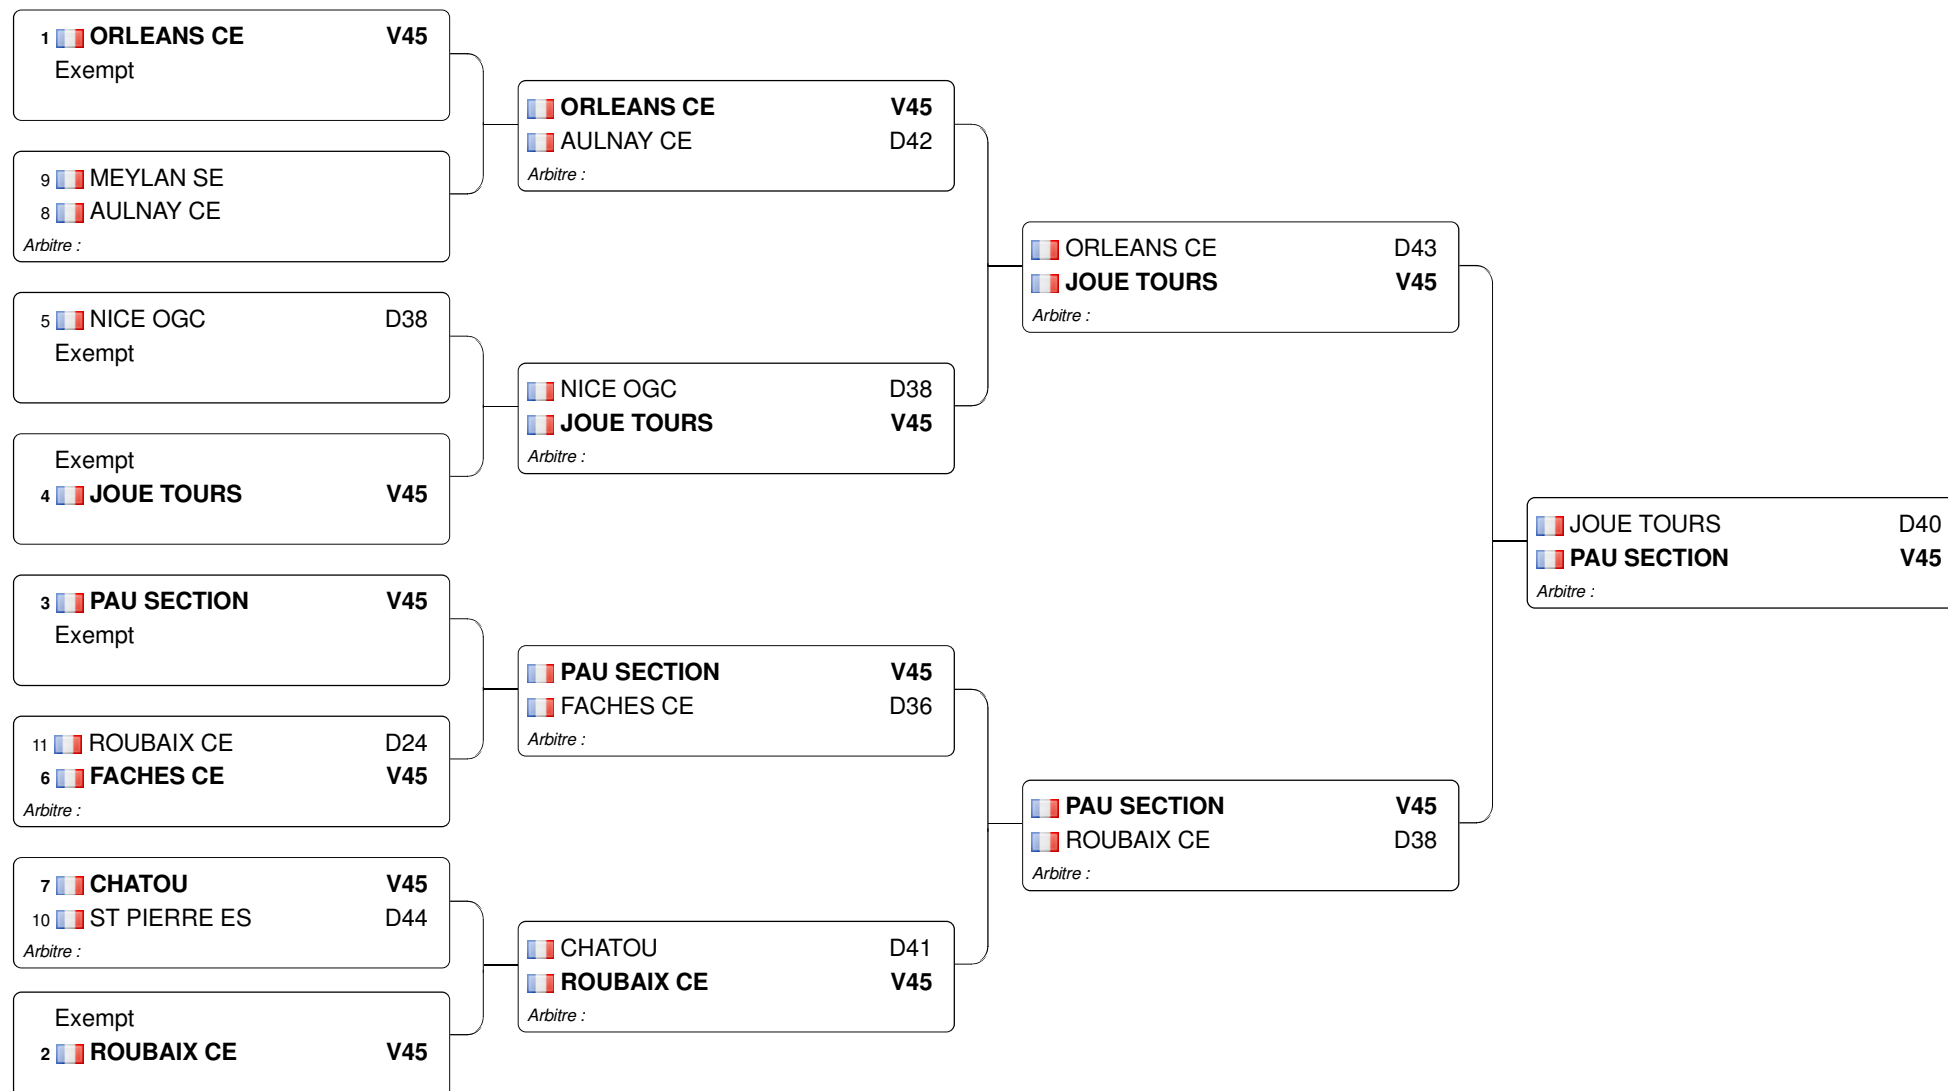 1 ORLEANS CE V45
Exempt
9 MEYLAN SE
8 AULNAY CE
Arbitre :
5 NICE OGC D38
Exempt
Exempt
4 JOUE TOURS V45
3 PAU SECTION V45
Exempt
11 ROUBAIX CE D24
6 FACHES CE V45
Arbitre :
7 CHATOU V45
10 ST PIERRE ES D44
Arbitre :
Exempt
2 ROUBAIX CE V45
ORLEANS CE V45
AULNAY CE D42
Arbitre :
NICE OGC D38
JOUE TOURS V45
Arbitre :
PAU SECTION V45
FACHES CE D36
Arbitre :
CHATOU D41
ROUBAIX CE V45
Arbitre :
ORLEANS CE D43
JOUE TOURS V45
Arbitre :
PAU SECTION V45
ROUBAIX CE D38
Arbitre :
JOUE TOURS D40
PAU SECTION V45
Arbitre :